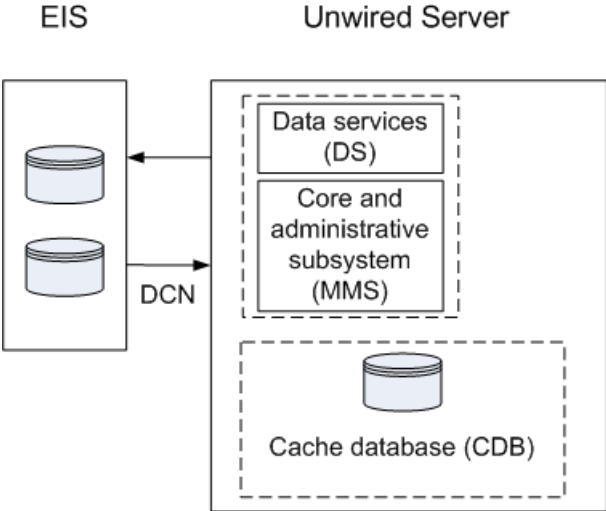 EIS
Unwired Server
Data services
(DS)
Core and
administrative
subsystem
(MMS)
DCN
Cache database (CDB)